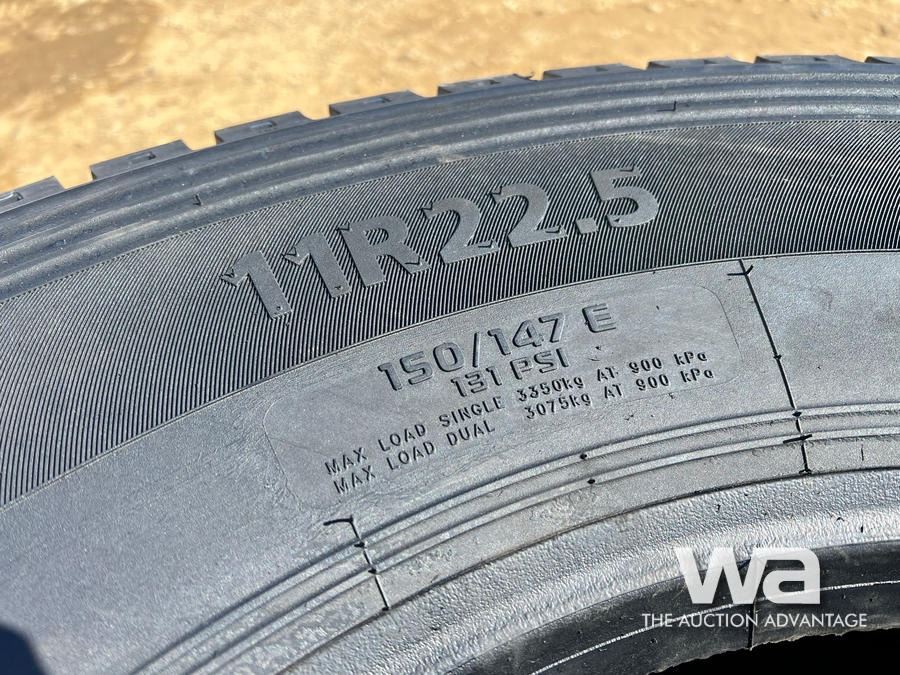 11R22.5
150/147 E
131 PSI
MAX LOAD SINGLE 3350kg AT 900 kPa
MAX LOAD DUAL 3075kg AT 900 kPa
wa
THE AUCTION ADVANTAGE